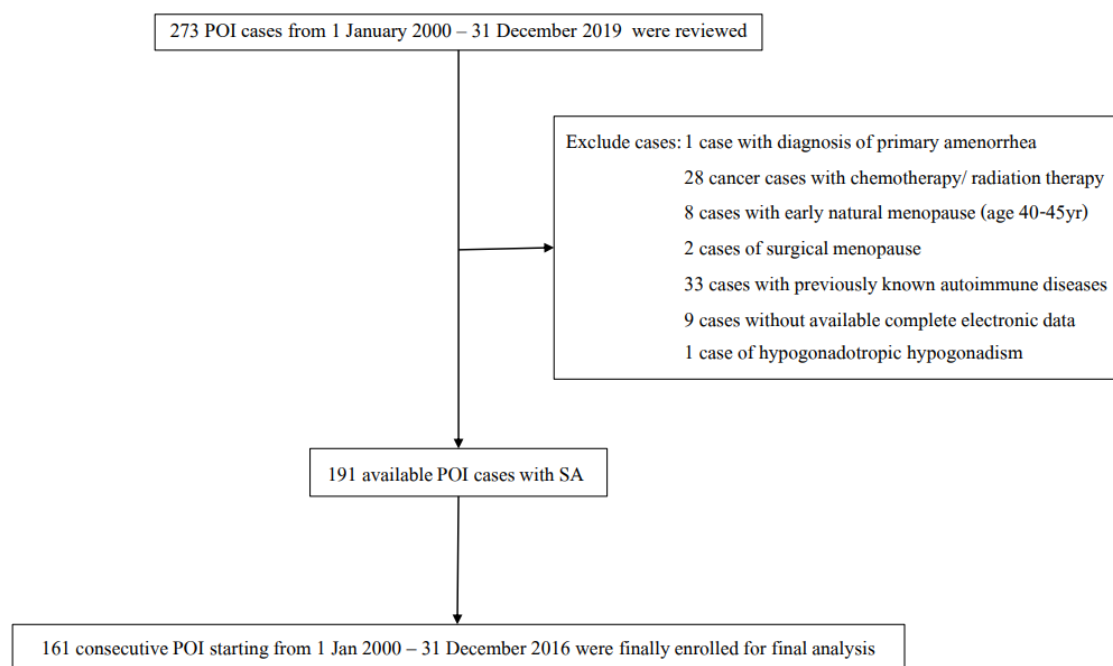 273 POI cases from 1 January 2000 – 31 December 2019 were reviewed
Exclude cases: 1 case with diagnosis of primary amenorrhea
28 cancer cases with chemotherapy/ radiation therapy
8 cases with early natural menopause (age 40-45yr)
2 cases of surgical menopause
33 cases with previously known autoimmune diseases
9 cases without available complete electronic data
1 case of hypogonadotropic hypogonadism
191 available POI cases with SA
161 consecutive POI starting from 1 Jan 2000 – 31 December 2016 were finally enrolled for final analysis